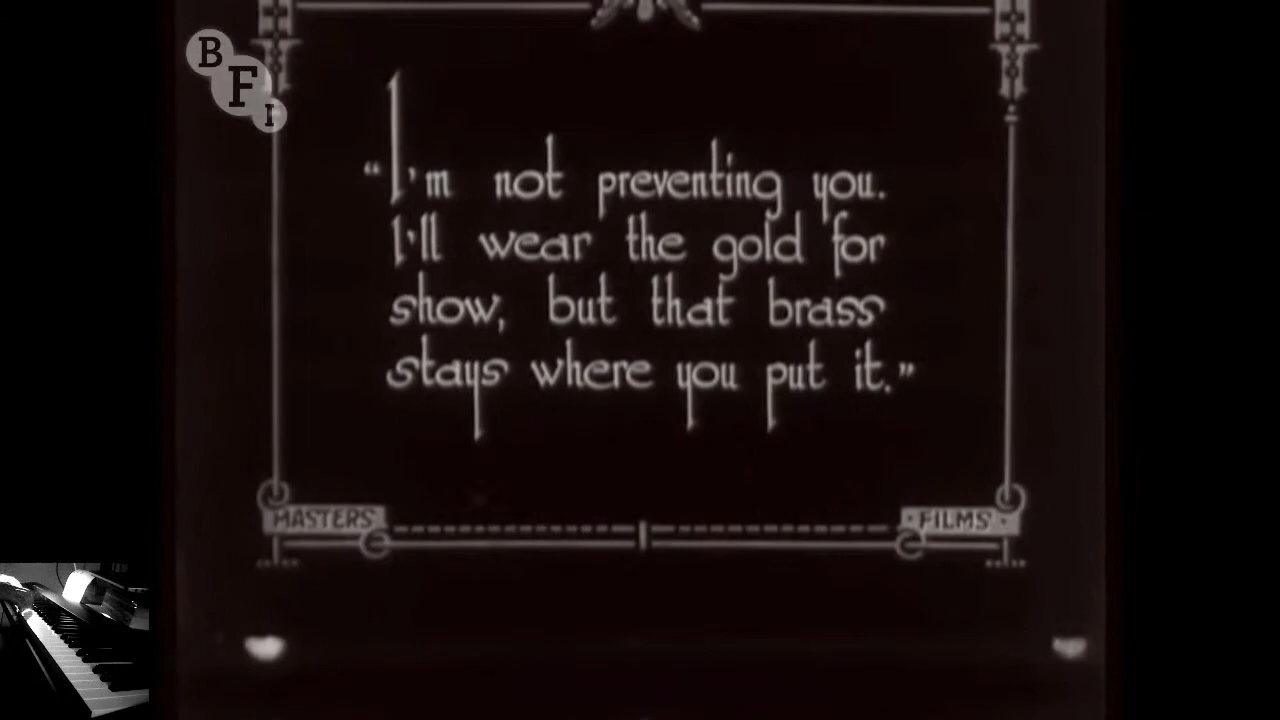 BFI
“I'm not preventing you.
I'll wear the gold for
show, but that brass
stays where you put it.”
MASTERS
· FILMS ·